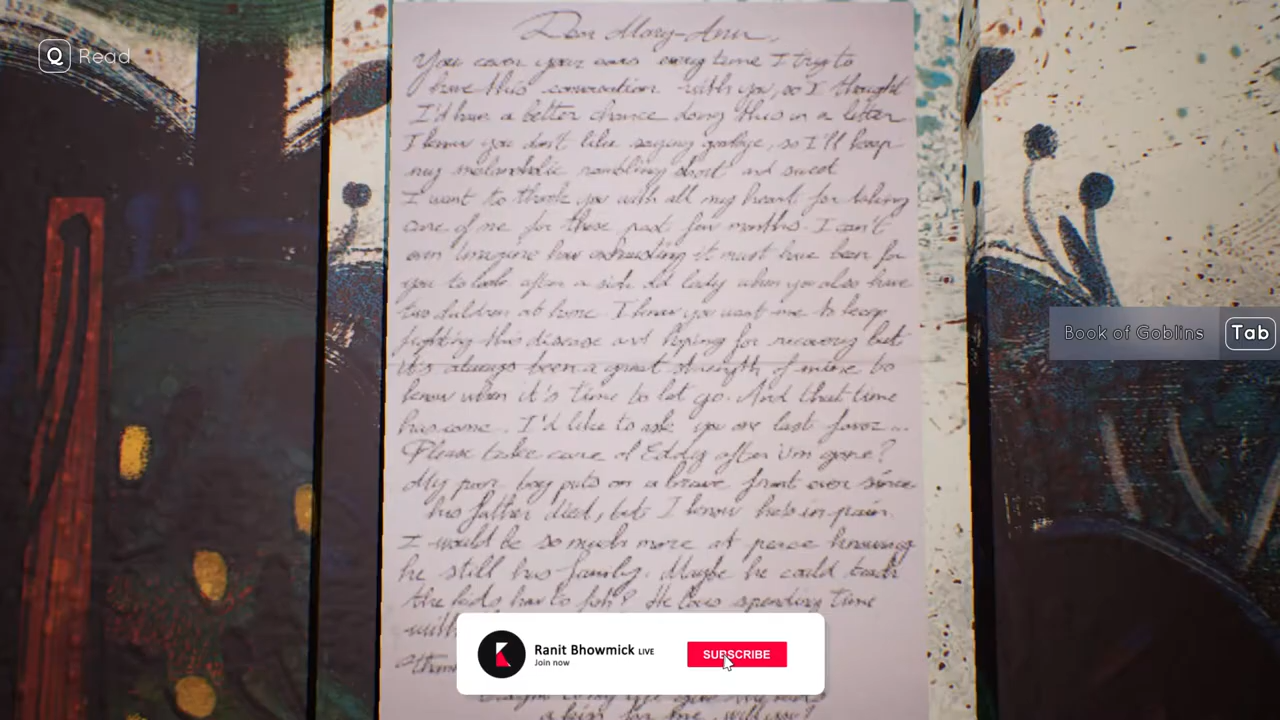 Q Read
Dear Mary-Ann,
You cover your ears every time I try to
have this conversation with you, so I thought
I'd have a better chance doing this in a letter
I know you don't like saying goodbye, so I'll keep
my melancholic rambling short and sweet
I want to thank you with all my heart for taking
care of me for these past few months. I can't
even imagine how exhausting it must have been for
you to look after a sick old lady when you also have
two children at home. I know you want me to keep
fighting this disease and hoping for recovery but
it's always been a great strength of mine to
know when it's time to let go. And that time
has come. I'd like to ask you one last favor...
Please take care of Eddy after i'm gone?
My poor boy puts on a brave front ever since
his father died, but I know he's in pain.
I would be so much more at peace knowing
he still has family. Maybe he could teach
the kids how to fish? He loves spending time
with
a kiss for me, will you?
Book of Goblins Tab
Ranit Bhowmick LIVE
Join now
SUBSCRIBE